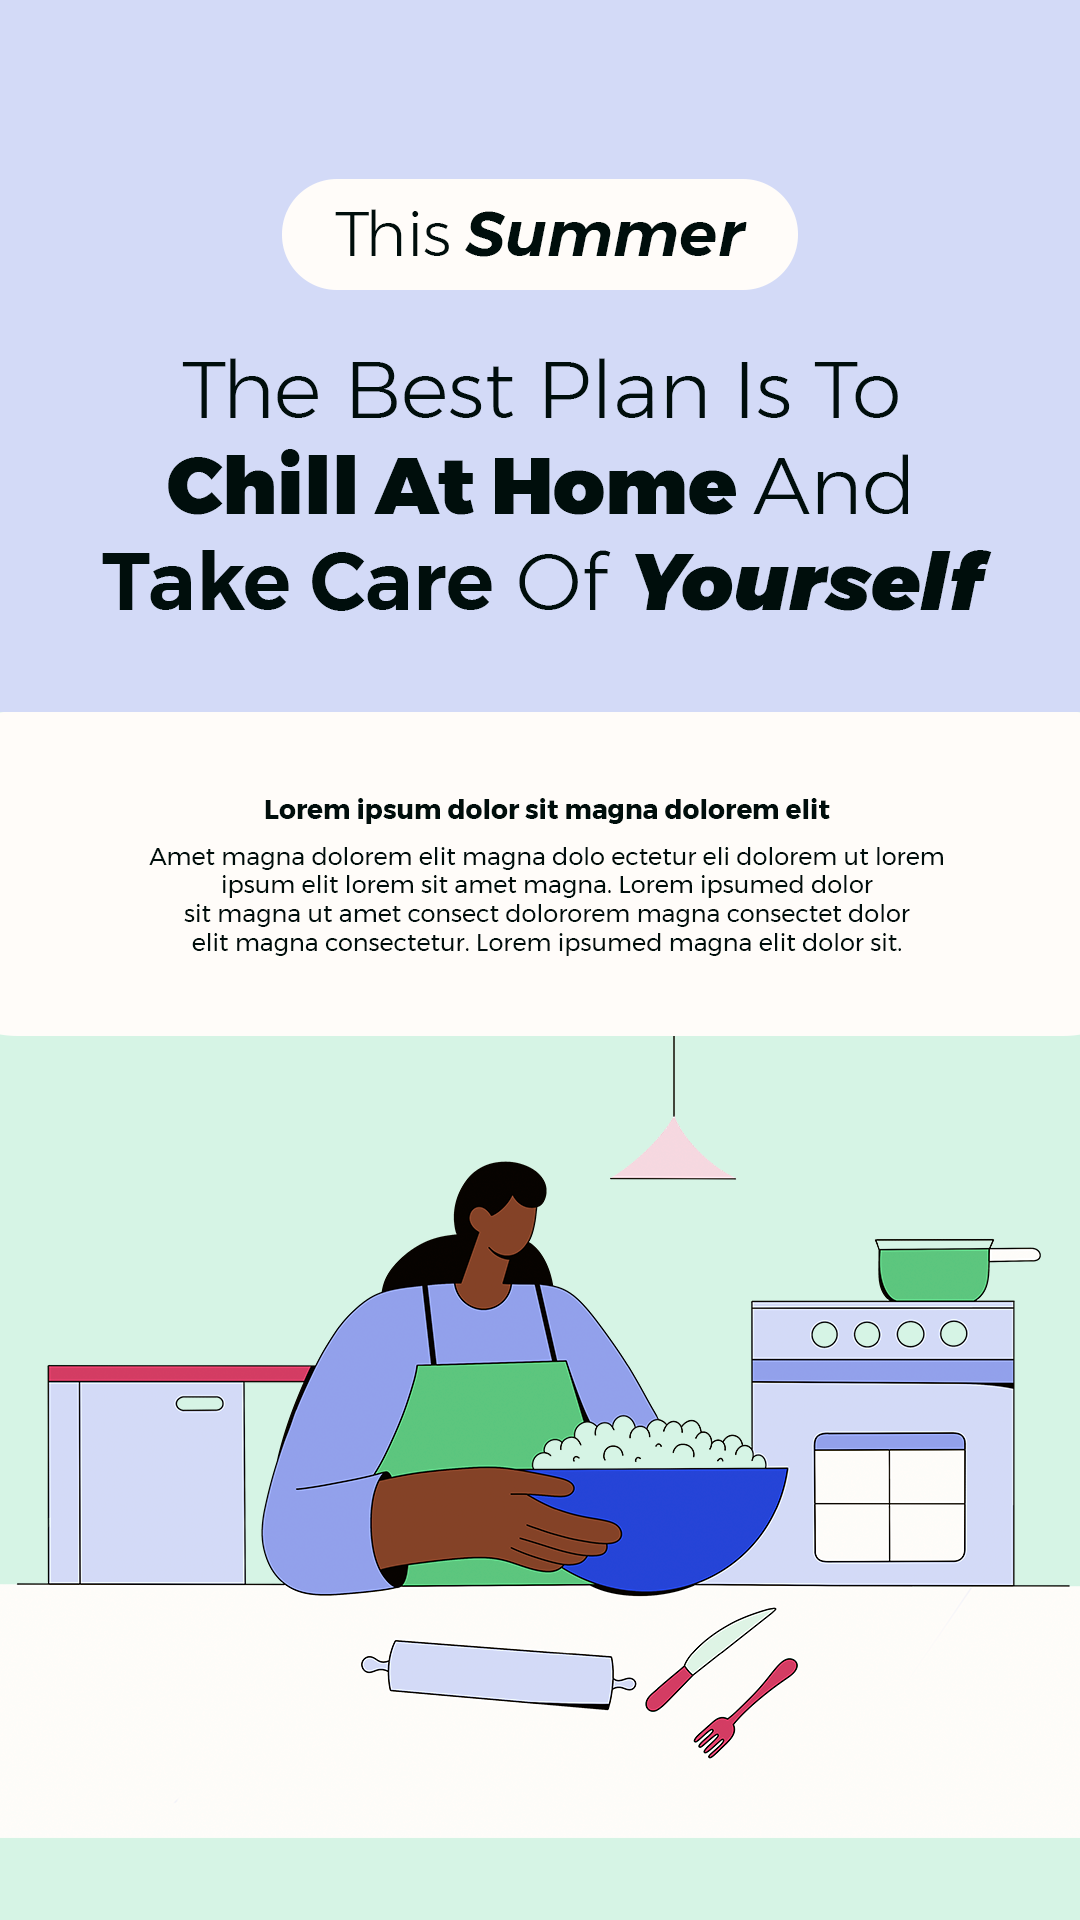 This Summer
The Best Plan Is To
Chill At Home And
Take Care Of Yourself
Lorem ipsum dolor sit magna dolorem elit
Amet magna dolorem elit magna dolo ectetur eli dolorem ut lorem
ipsum elit lorem sit amet magna. Lorem ipsumed dolor
sit magna ut amet consect dolororem magna consectet dolor
elit magna consectetur. Lorem ipsumed magna elit dolor sit.